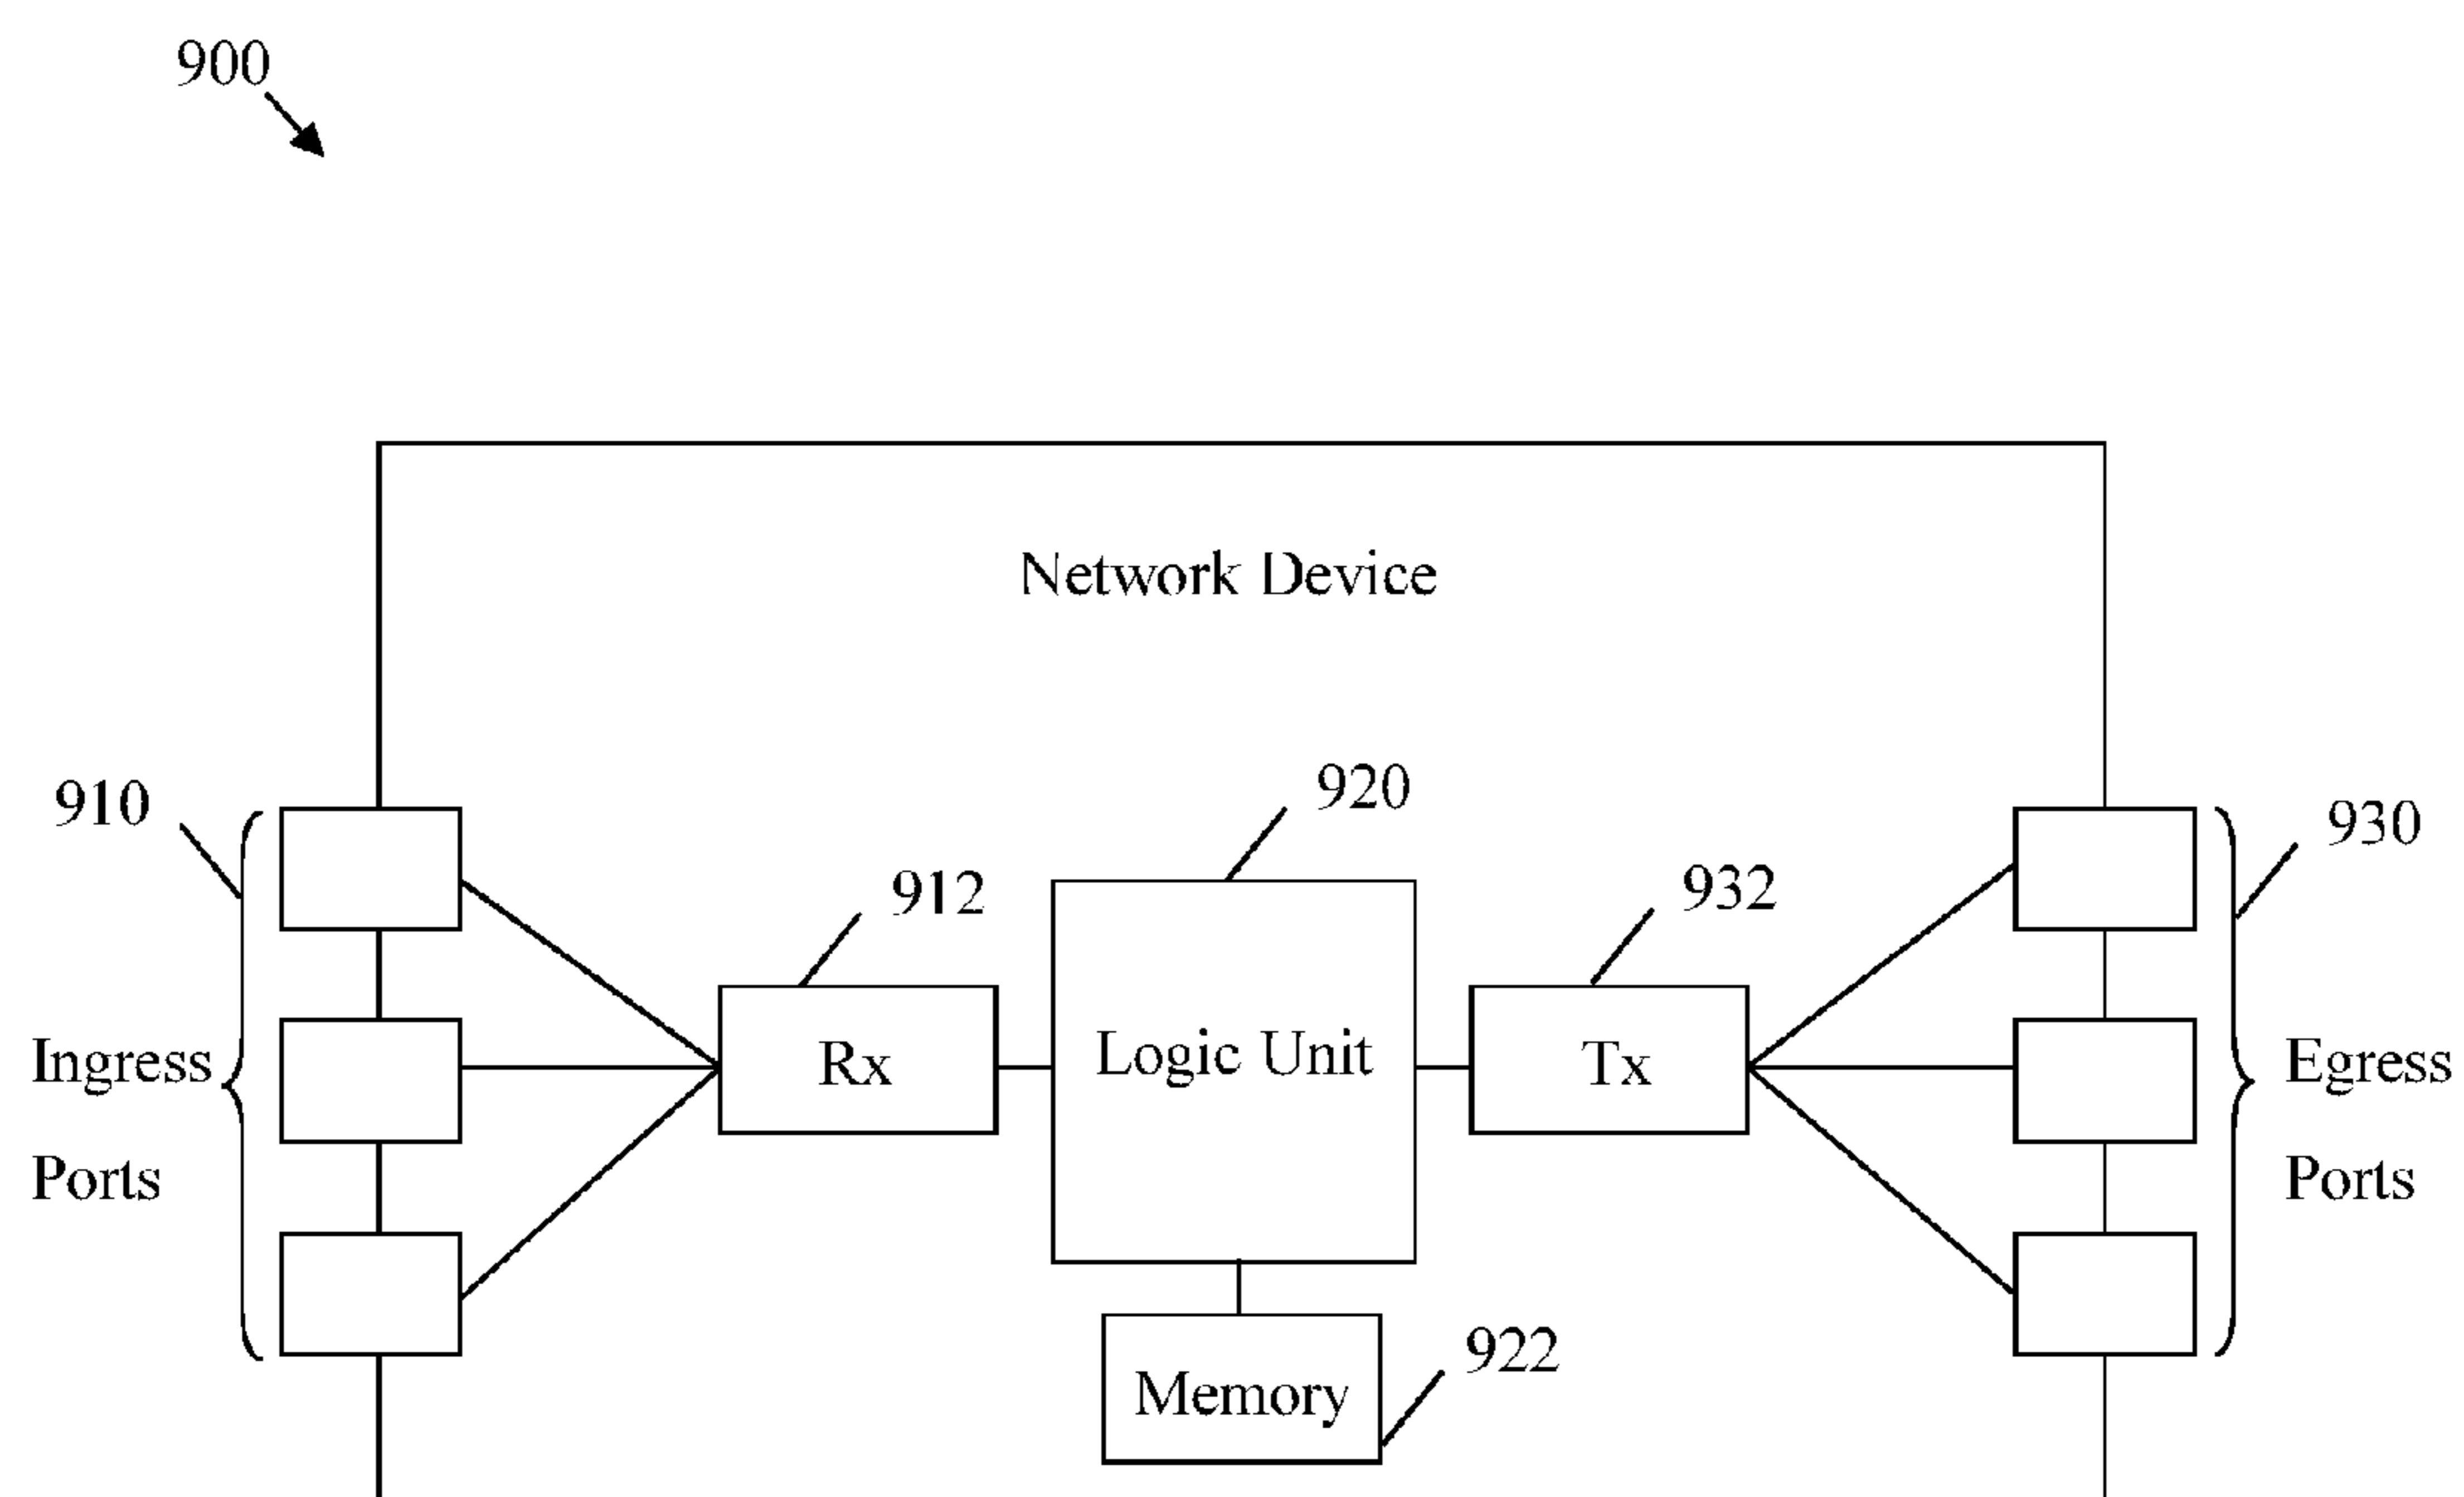 900
Network Device
910
920
930
912
932
Ingress
Ports
Rx
Logic Unit
Tx
Egress
Ports
922
Memory